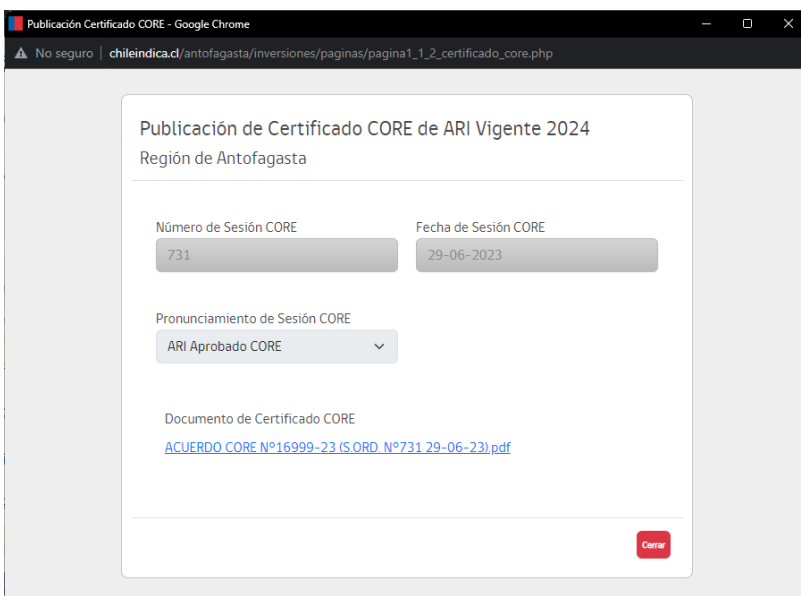 Publicación Certificado CORE - Google Chrome
No seguro | chileindica.cl/antofagasta/inversiones/paginas/pagina1_1_2_certificado_core.php
Publicación de Certificado CORE de ARI Vigente 2024
Región de Antofagasta
Número de Sesión CORE
Fecha de Sesión CORE
731
29-06-2023
Pronunciamiento de Sesión CORE
ARI Aprobado CORE
Documento de Certificado CORE
ACUERDO CORE Nº16999-23 (S.ORD. Nº731 29-06-23).pdf
Cerrar